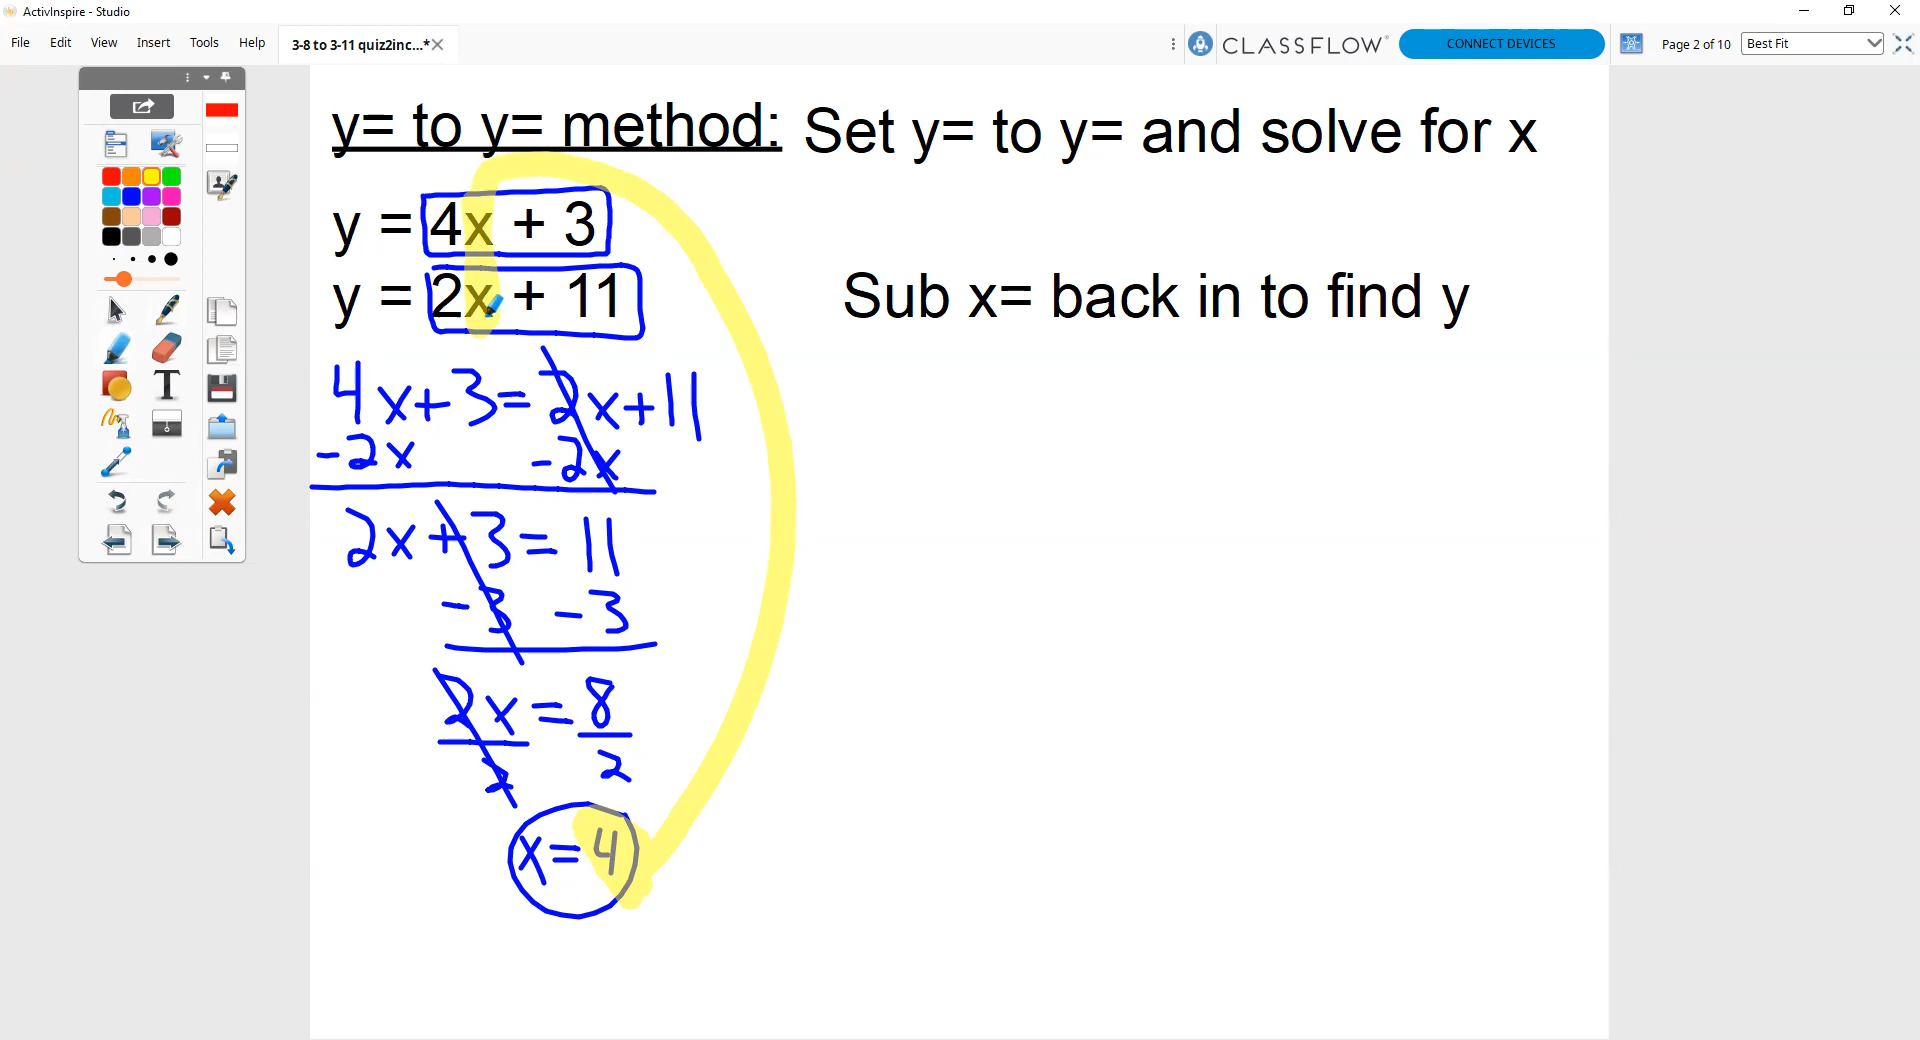 ActivInspire - Studio
File Edit View Insert Tools Help
3-8 to 3-11 quiz2inc...*
CLASSFLOW
CONNECT DEVICES
Page 2 of 10
Best Fit
y= to y= method: Set y= to y= and solve for x
y = 4x + 3
y = 2x + 11
Sub x= back in to find y
4x+3=2x+11
-2x -2x
2x+3=11
-3 -3
2x=8
2 2
x=4
T